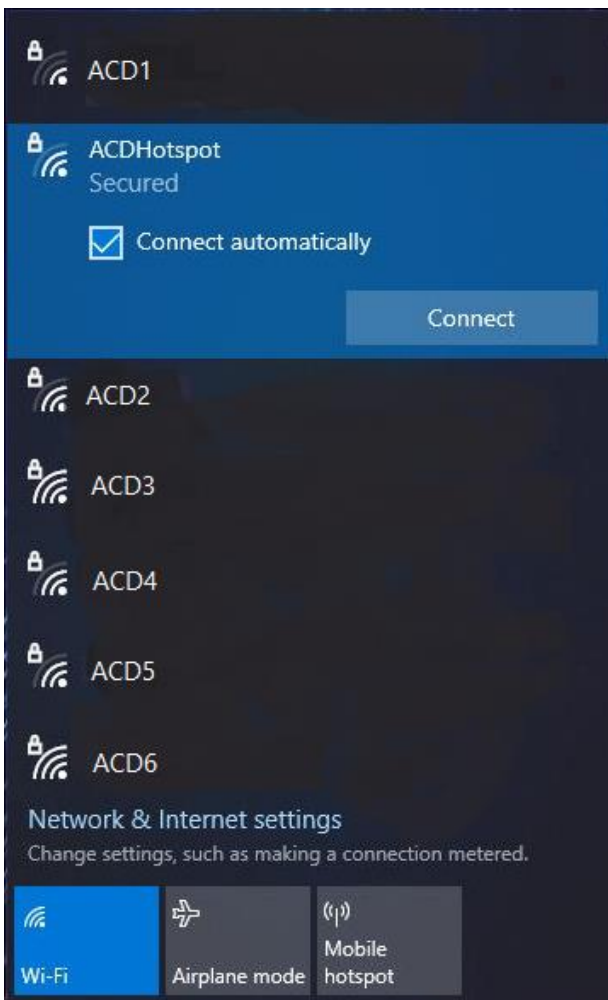 ACD1
ACDHotspot
Secured
Connect automatically
Connect
ACD2
ACD3
ACD4
ACD5
ACD6
Network & Internet settings
Change settings, such as making a connection metered.
Wi-Fi
Airplane mode
Mobile
hotspot